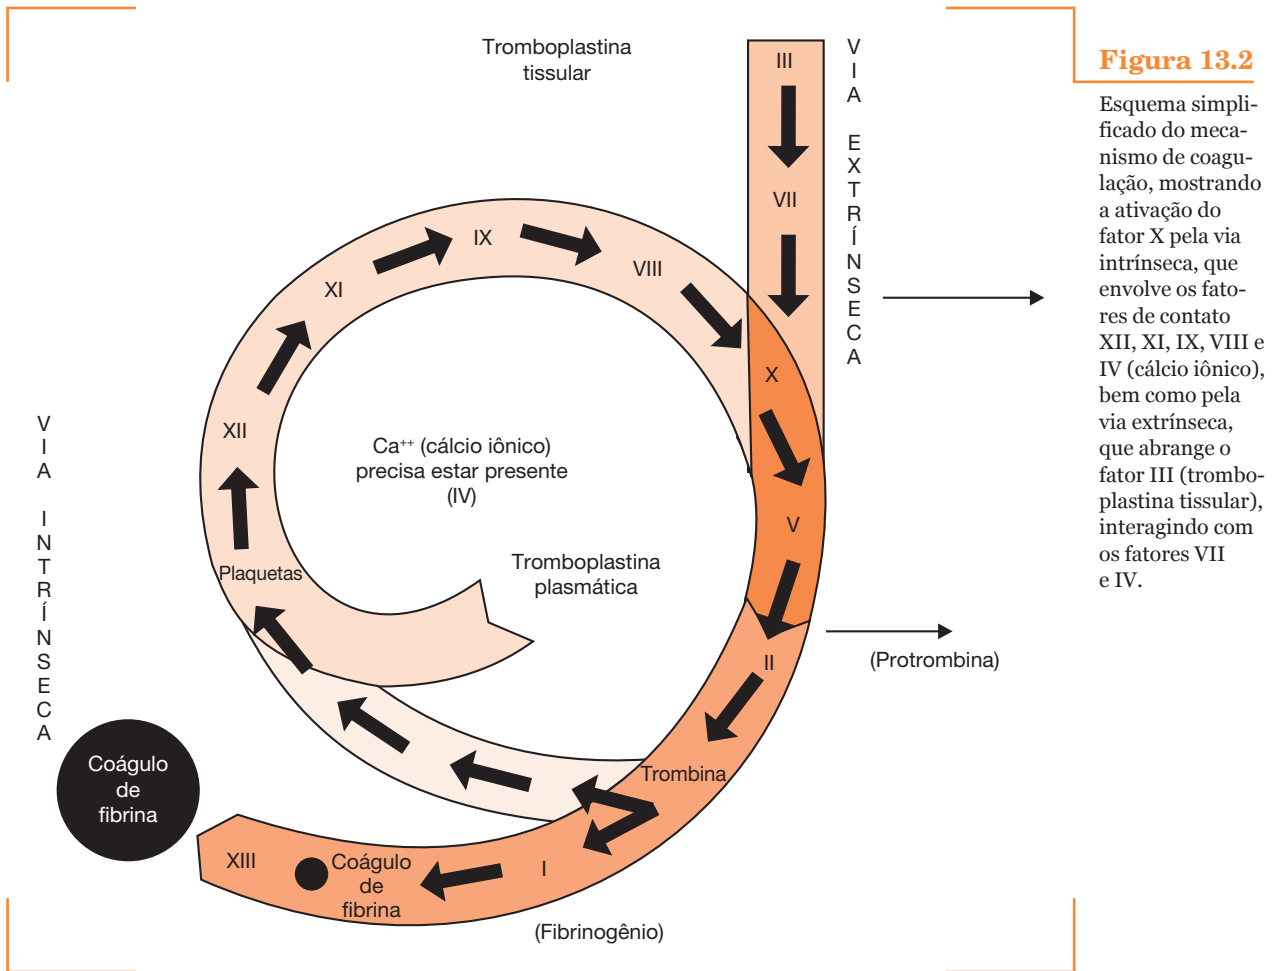 Tromboplastina
tissular
III
VII
VIA EXTRÍNSECA
IX
VIII
XI
X
XII
Ca++ (cálcio iônico)
precisa estar presente
(IV)
V
VIA INTRÍNSECA
Plaquetas
Tromboplastina
plasmática
II
(Protrombina)
Trombina
Coágulo
de
fibrina
XIII
Coágulo
de
fibrina
I
(Fibrinogênio)
Figura 13.2
Esquema simpli-
ficado do meca-
nismo de coagu-
lação, mostrando
a ativação do
fator X pela via
intrínseca, que
envolve os fato-
res de contato
XII, XI, IX, VIII e
IV (cálcio iônico),
bem como pela
via extrínseca,
que abrange o
fator III (trombo-
plastina tissular),
interagindo com
os fatores VII
e IV.